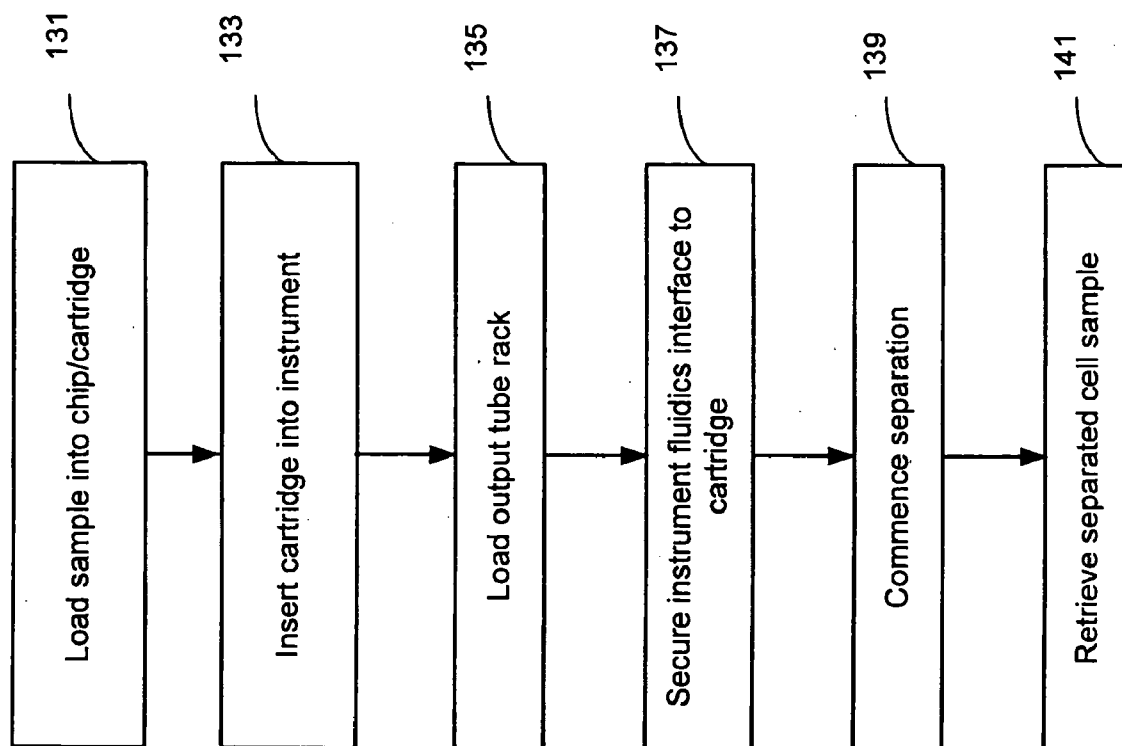 Load sample into chip/cartridge
131
Insert cartridge into instrument
133
Load output tube rack
135
Secure instrument fluidics interface to
cartridge
137
Commence separation
139
Retrieve separated cell sample
141